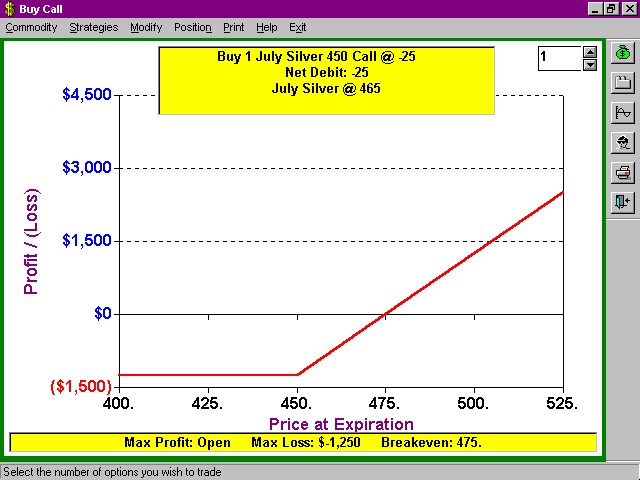 Buy Call
Commodity Strategies Modify Position Print Help Exit
Buy 1 July Silver 450 Call @ -25
Net Debit: -25
July Silver @ 465
1
$4,500
$3,000
$1,500
$0
($1,500)
Profit / (Loss)
400. 425. 450. 475. 500. 525.
Price at Expiration
Max Profit: Open Max Loss: $-1,250 Breakeven: 475.
Select the number of options you wish to trade